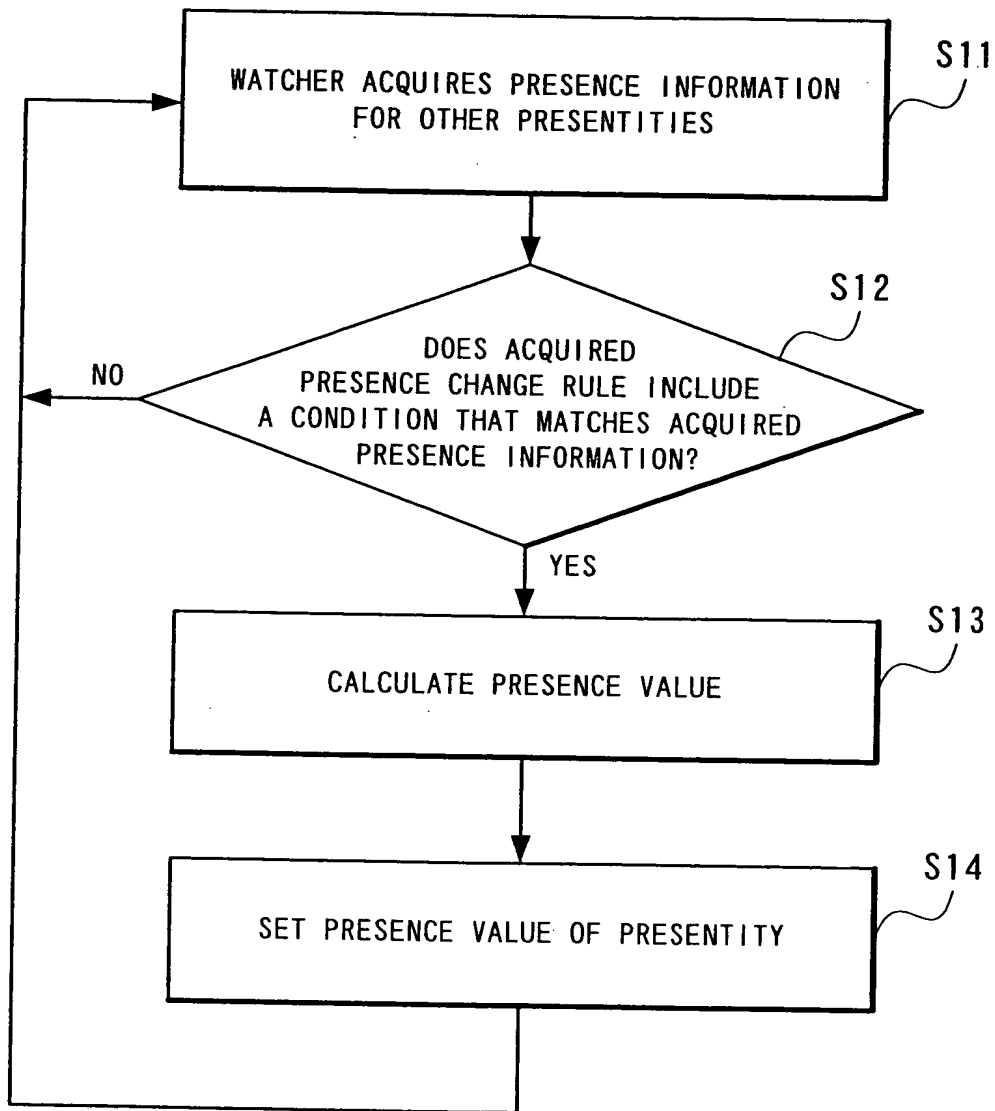 S11
WATCHER ACQUIRES PRESENCE INFORMATION
FOR OTHER PRESENTITIES
S12
DOES ACQUIRED
PRESENCE CHANGE RULE INCLUDE
A CONDITION THAT MATCHES ACQUIRED
PRESENCE INFORMATION?
NO
YES
S13
CALCULATE PRESENCE VALUE
S14
SET PRESENCE VALUE OF PRESENTITY